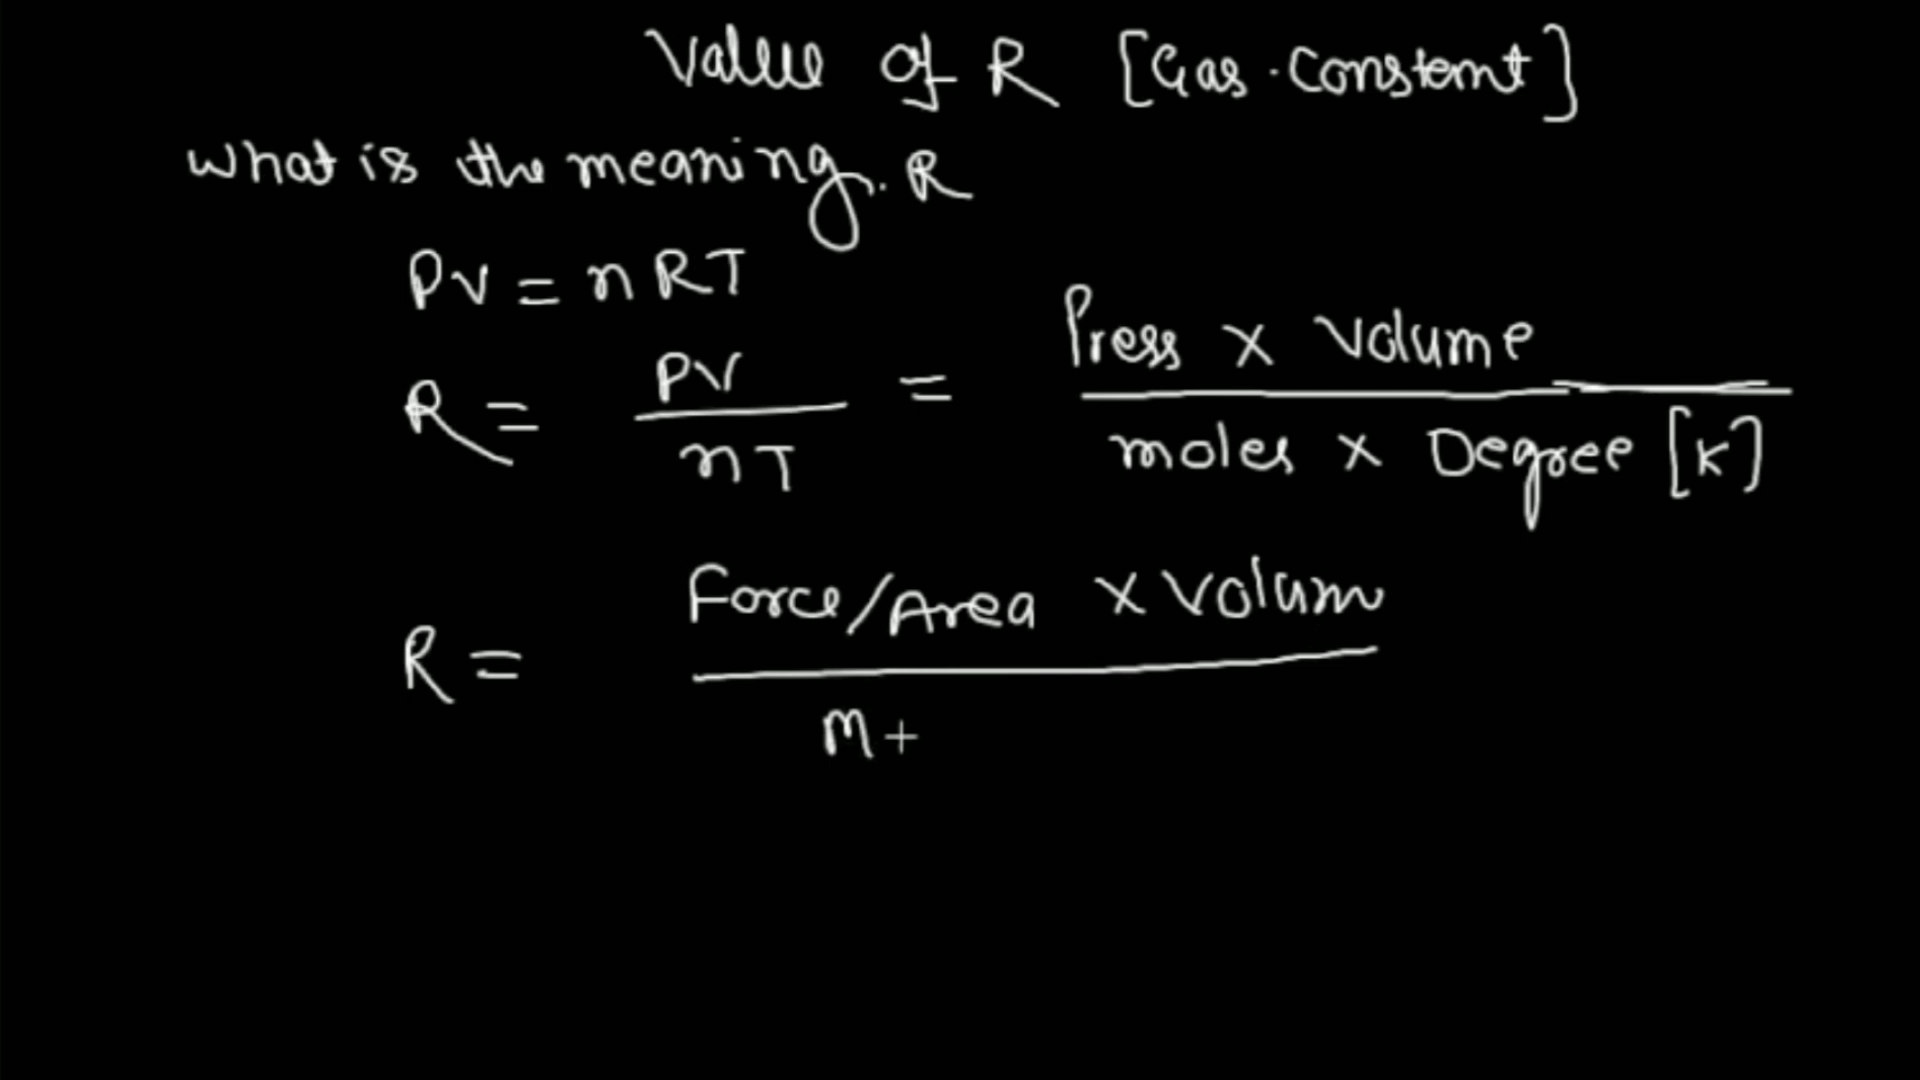 Value of R [Gas Constant]
What is the meaning. R
PV = nRT
R = PV / nT = Press x volume / moles x Degree [K]
R = Force/Area x Volum / M +